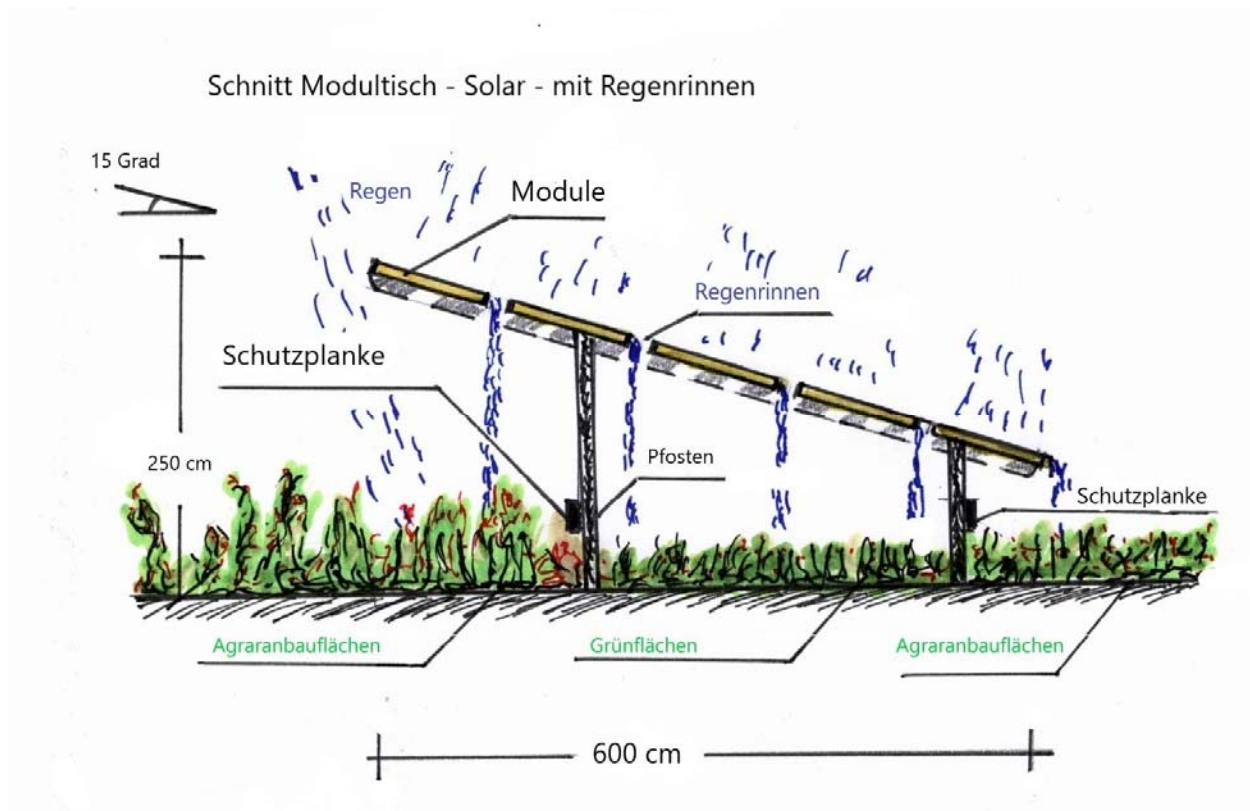 Schnitt Modultisch - Solar - mit Regenrinnen
15 Grad
Regen
Module
Regenrinnen
Schutzplanke
250 cm
Pfosten
Schutzplanke
Agraranbauflächen
Grünflächen
Agraranbauflächen
600 cm